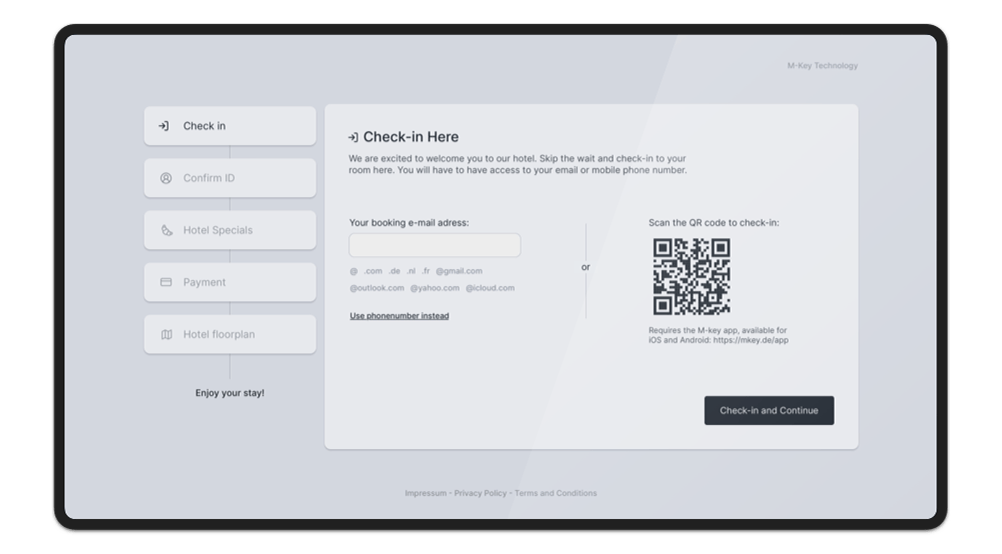 M-Key Technology
Check in
Confirm ID
Hotel Specials
Payment
Hotel floorplan
Enjoy your stay!
Check-in Here
We are excited to welcome you to our hotel. Skip the wait and check-in to your
room here. You will have to have access to your email or mobile phone number.
Your booking e-mail adress:
@ .com .de .nl .fr @gmail.com
@outlook.com @yahoo.com @icloud.com
Use phonenumber instead
or
Scan the QR code to check-in:
Requires the M-key app, available for
iOS and Android: https://mkey.de/app
Check-in and Continue
Impressum - Privacy Policy - Terms and Conditions